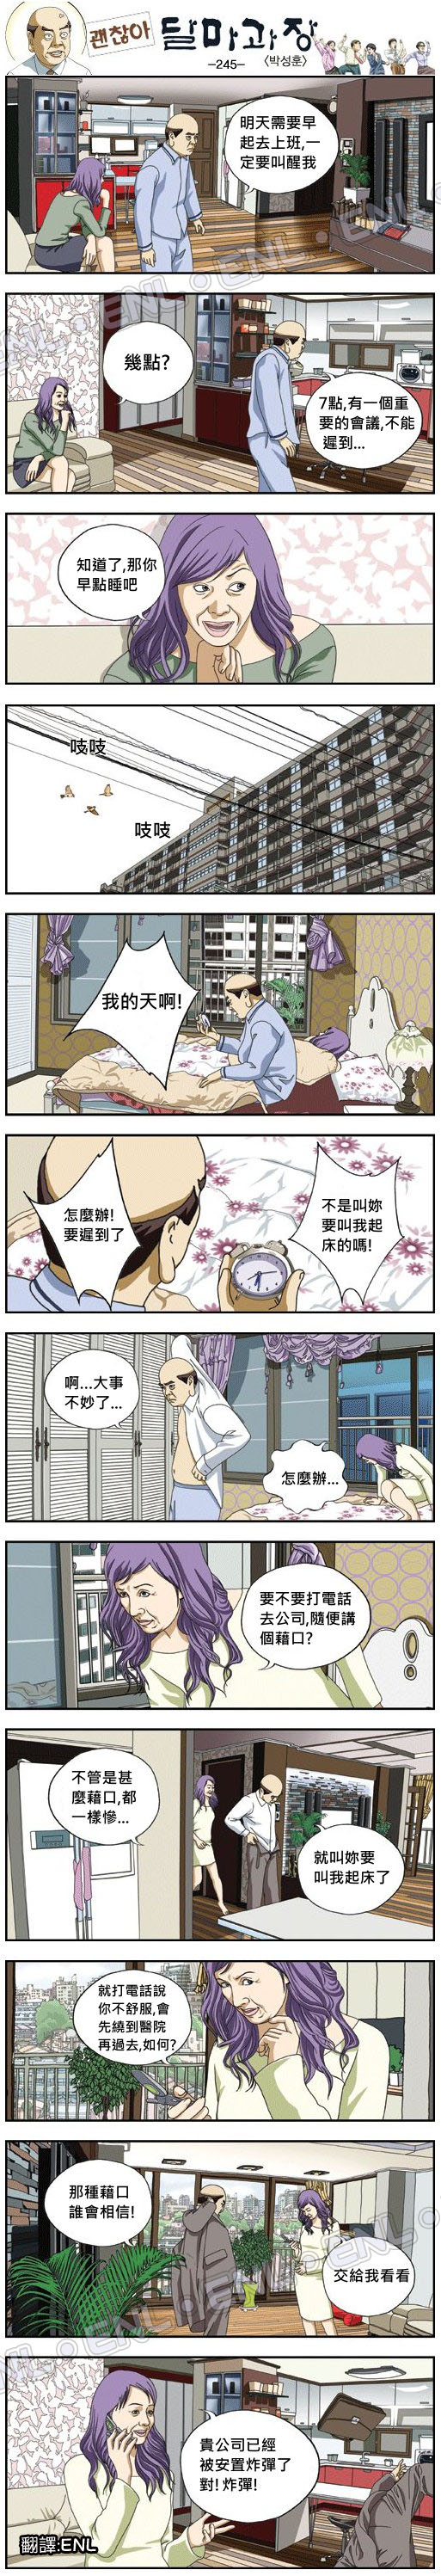 괜찮아 달마과장
-245- <박성훈>
明天需要早
起去上班,一
定要叫醒我
幾點?
7點,有一個重
要的會議,不能
遲到...
知道了,那你
早點睡吧
吱吱
吱吱
我的天啊!
怎麼辦!
要遲到了
不是叫妳
要叫我起
床的嗎!
啊...大事
不妙了...
怎麼辦...
要不要打電話
去公司,隨便講
個藉口?
不管是甚
麼藉口,都
一樣慘...
就叫妳要
叫我起床了
就打電話說
你不舒服,會
先繞到醫院
再過去,如何?
那種藉口
誰會相信!
交給我看看
貴公司已經
被安置炸彈了
對! 炸彈!
翻譯:ENL